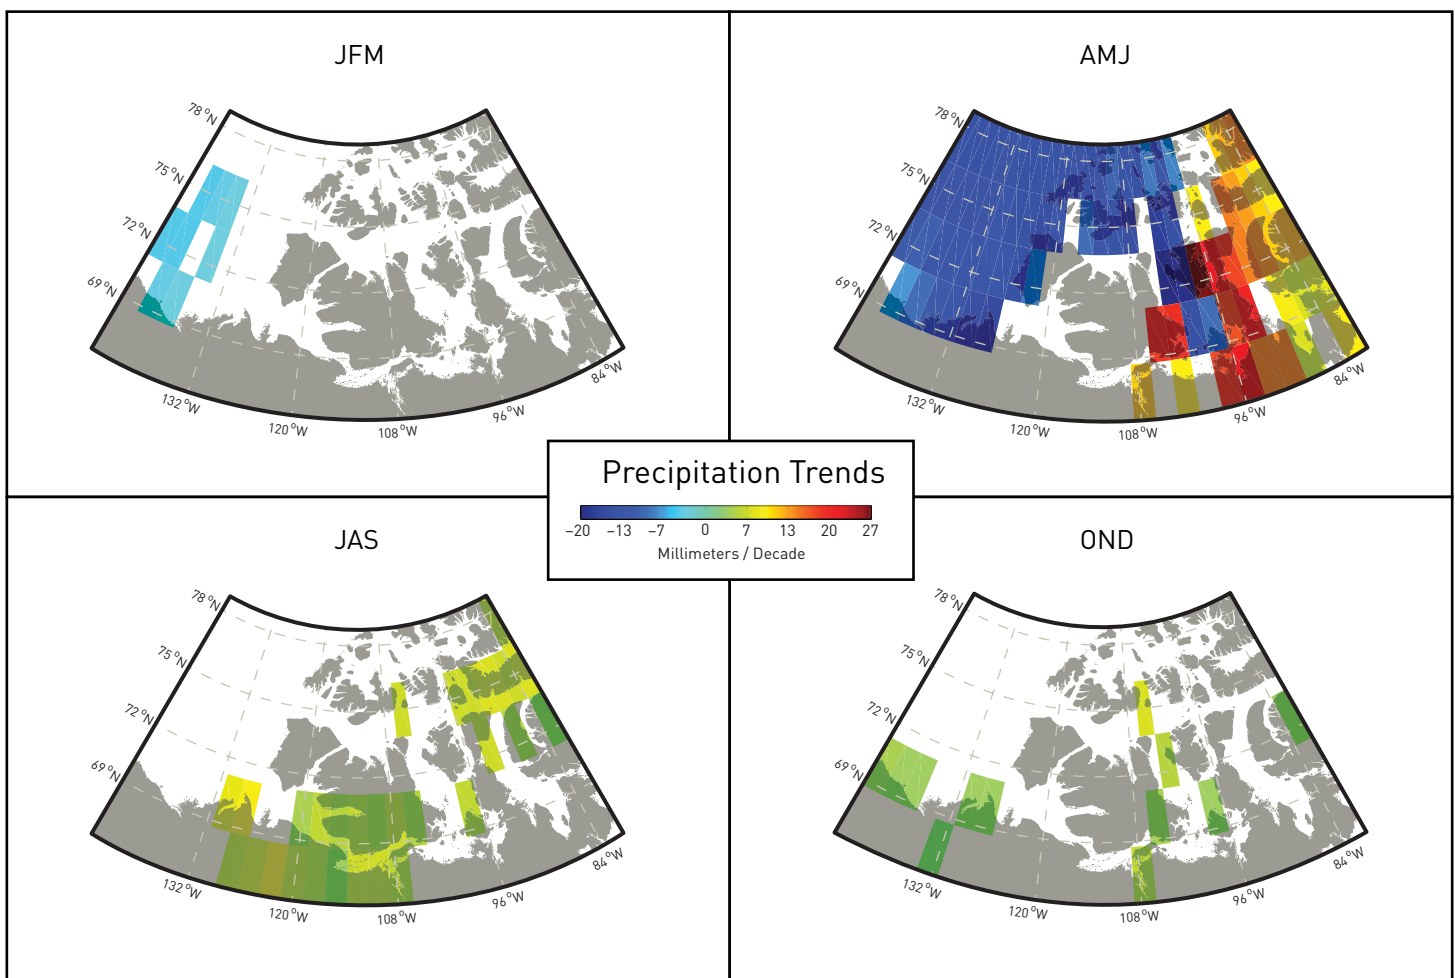 JFM
78 °N
75 °N
72 °N
69 °N
132 °W
120 °W
108 °W
96 °W
84 °W
AMJ
78 °N
75 °N
72 °N
69 °N
132 °W
120 °W
108 °W
96 °W
84 °W
Precipitation Trends
−20 −13 −7 0 7 13 20 27
Millimeters / Decade
JAS
78 °N
75 °N
72 °N
69 °N
132 °W
120 °W
108 °W
96 °W
84 °W
OND
78 °N
75 °N
72 °N
69 °N
132 °W
120 °W
108 °W
96 °W
84 °W